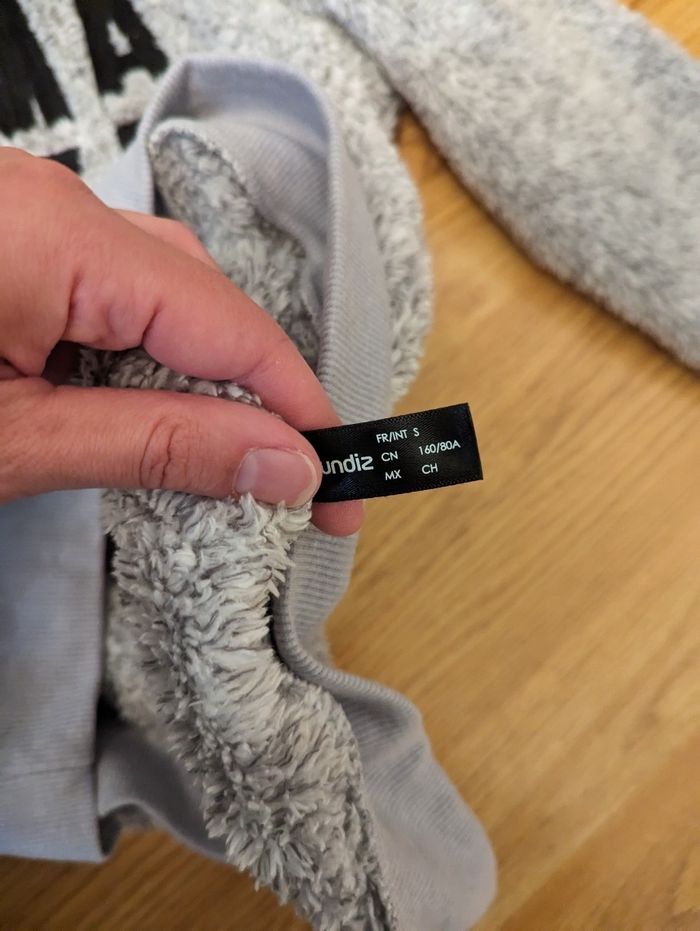 undiz
FR/INT S
CN 160/80A
MX CH